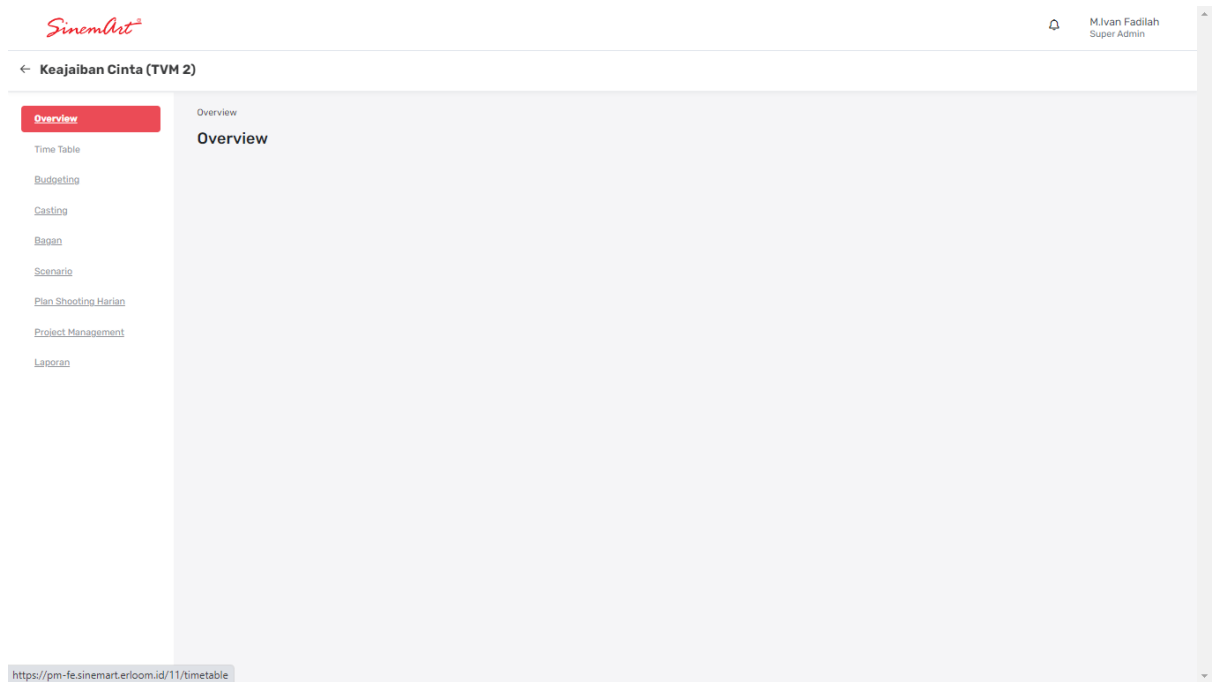 SinemArt®
M.Ivan Fadilah
Super Admin
← Keajaiban Cinta (TVM 2)
Overview
Time Table
Budgeting
Casting
Bagan
Scenario
Plan Shooting Harian
Project Management
Laporan
Overview
Overview
https://pm-fe.sinemart.erloom.id/11/timetable